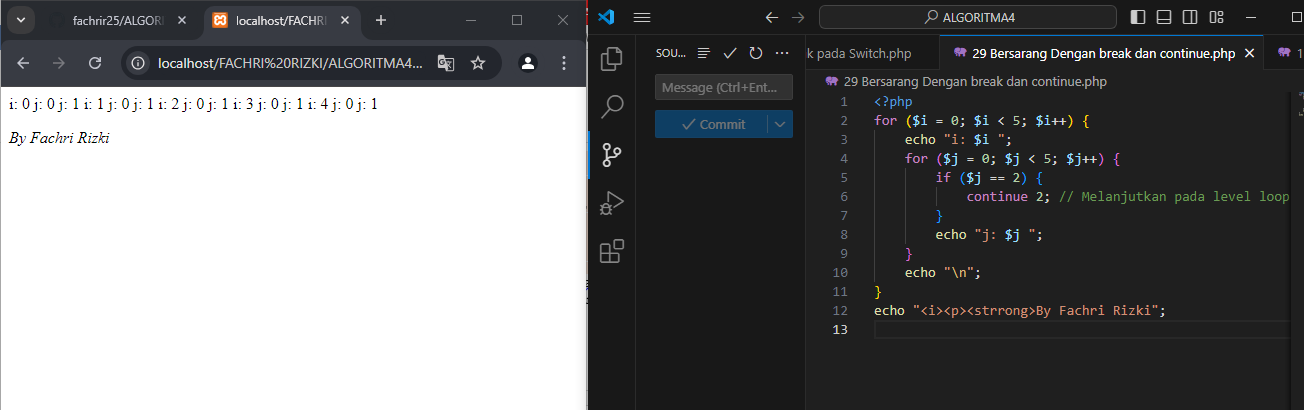 fachrir25/ALGORI
localhost/FACHRI
localhost/FACHRI%20RIZKI/ALGORITMA4...
i: 0 j: 0 j: 1 i: 1 j: 0 j: 1 i: 2 j: 0 j: 1 i: 3 j: 0 j: 1 i: 4 j: 0 j: 1
By Fachri Rizki
ALGORITMA4
SOU...
k pada Switch.php
29 Bersarang Dengan break dan continue.php
1
Message (Ctrl+Ent...
Commit
29 Bersarang Dengan break dan continue.php
1 <?php
2 for ($i = 0; $i < 5; $i++) {
3 echo "i: $i ";
4 for ($j = 0; $j < 5; $j++) {
5 if ($j == 2) {
6 continue 2; // Melanjutkan pada level loop
7 }
8 echo "j: $j ";
9 }
10 echo "\n";
11 }
12 echo "<i><p><strrong>By Fachri Rizki";
13